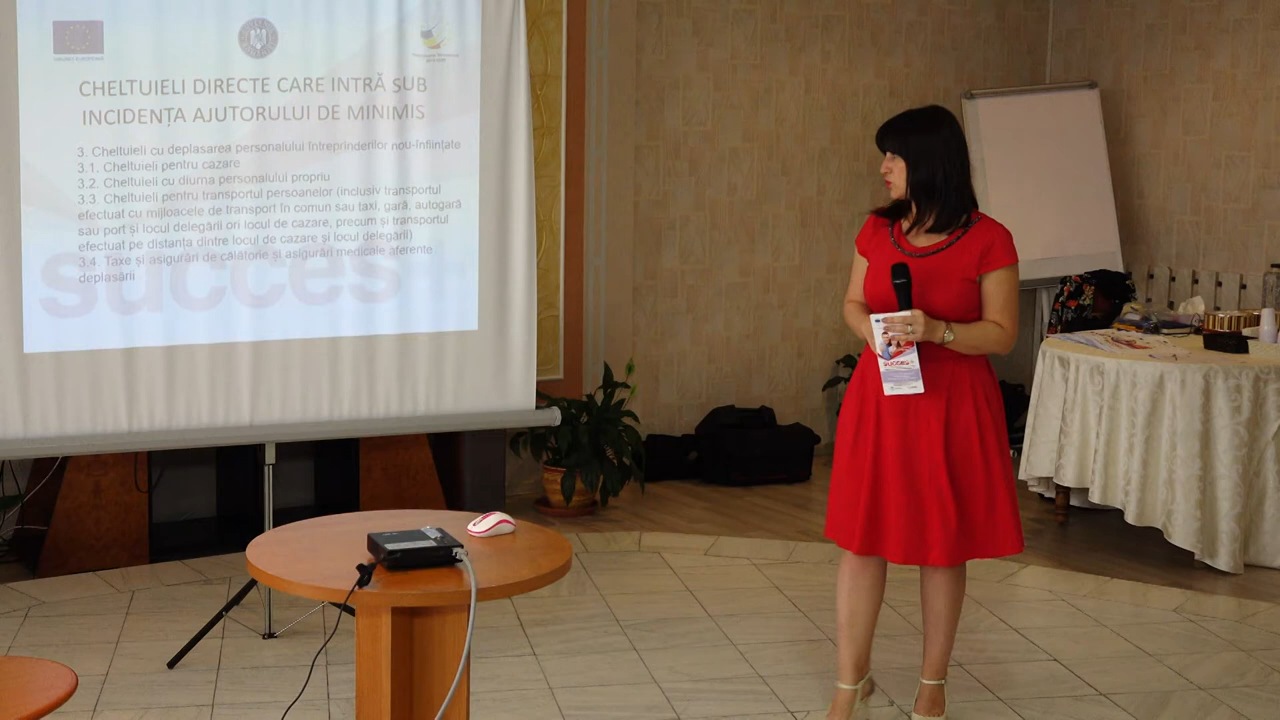 UNIUNEA EUROPEANĂ
CHELTUIELI DIRECTE CARE INTRĂ SUB
INCIDENȚA AJUTORULUI DE MINIMIS
3. Cheltuieli cu deplasarea personalului întreprinderilor nou-înființate
3.1. Cheltuieli pentru cazare
3.2. Cheltuieli cu diurna personalului propriu
3.3. Cheltuieli pentru transportul persoanelor (inclusiv transportul
efectuat cu mijloacele de transport în comun sau taxi, gară, autogară
sau port și locul delegării ori locul de cazare, precum și transportul
efectuat pe distanța dintre locul de cazare și locul delegării)
3.4. Taxe și asigurări de călătorie și asigurări medicale aferente
deplasării
succes
SUCCES+